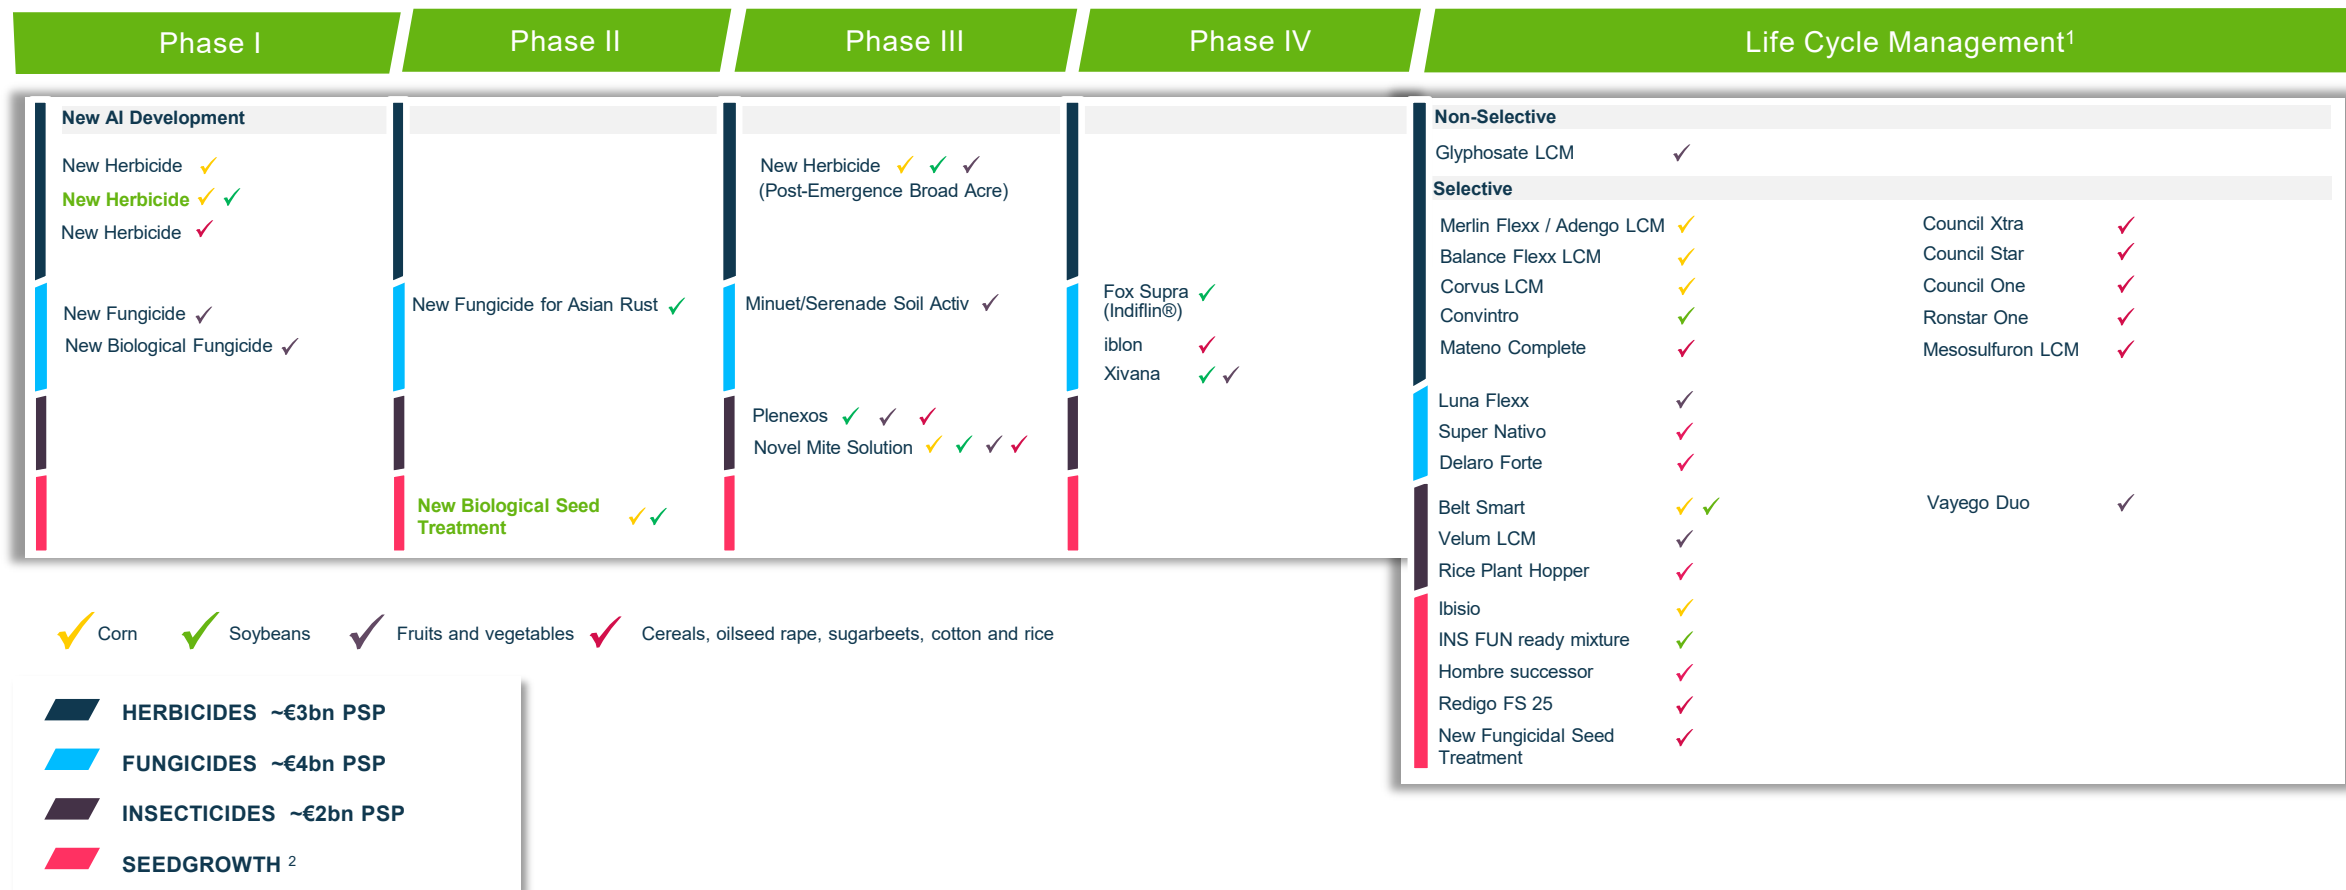 Phase I
Phase II
Phase III
Phase IV
Life Cycle Management¹
New AI Development
New Herbicide
New Herbicide
New Herbicide
New Fungicide
New Biological Fungicide
New Fungicide for Asian Rust
New Biological Seed
Treatment
New Herbicide
(Post-Emergence Broad Acre)
Minuet/Serenade Soil Activ
Plenexos
Novel Mite Solution
Fox Supra
(Indiflin®)
iblon
Xivana
Non-Selective
Glyphosate LCM
Selective
Merlin Flexx / Adengo LCM
Balance Flexx LCM
Corvus LCM
Convintro
Mateno Complete
Council Xtra
Council Star
Council One
Ronstar One
Mesosulfuron LCM
Luna Flexx
Super Nativo
Delaro Forte
Belt Smart
Velum LCM
Rice Plant Hopper
Vayego Duo
Ibisio
INS FUN ready mixture
Hombre successor
Redigo FS 25
New Fungicidal Seed
Treatment
Corn
Soybeans
Fruits and vegetables
Cereals, oilseed rape, sugarbeets, cotton and rice
HERBICIDES ~€3bn PSP
FUNGICIDES ~€4bn PSP
INSECTICIDES ~€2bn PSP
SEEDGROWTH ²